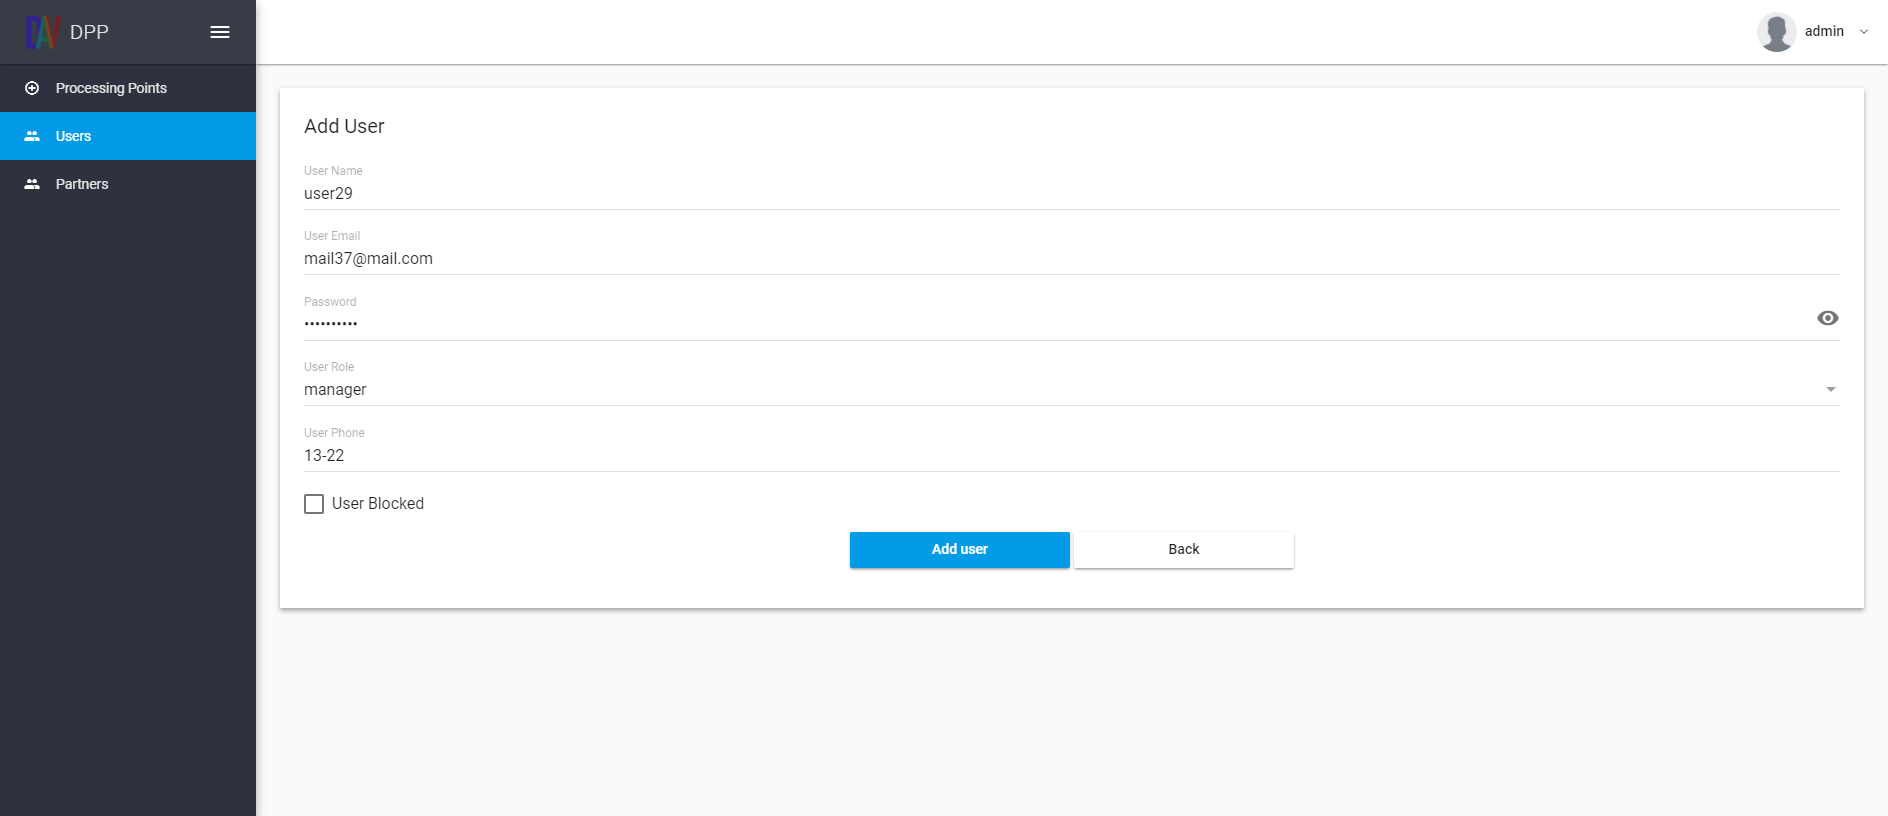 DAV DPP
admin
Processing Points
Users
Partners
Add User
User Name
user29
User Email
mail37@mail.com
Password
••••••••••
User Role
manager
User Phone
13-22
User Blocked
Add user
Back